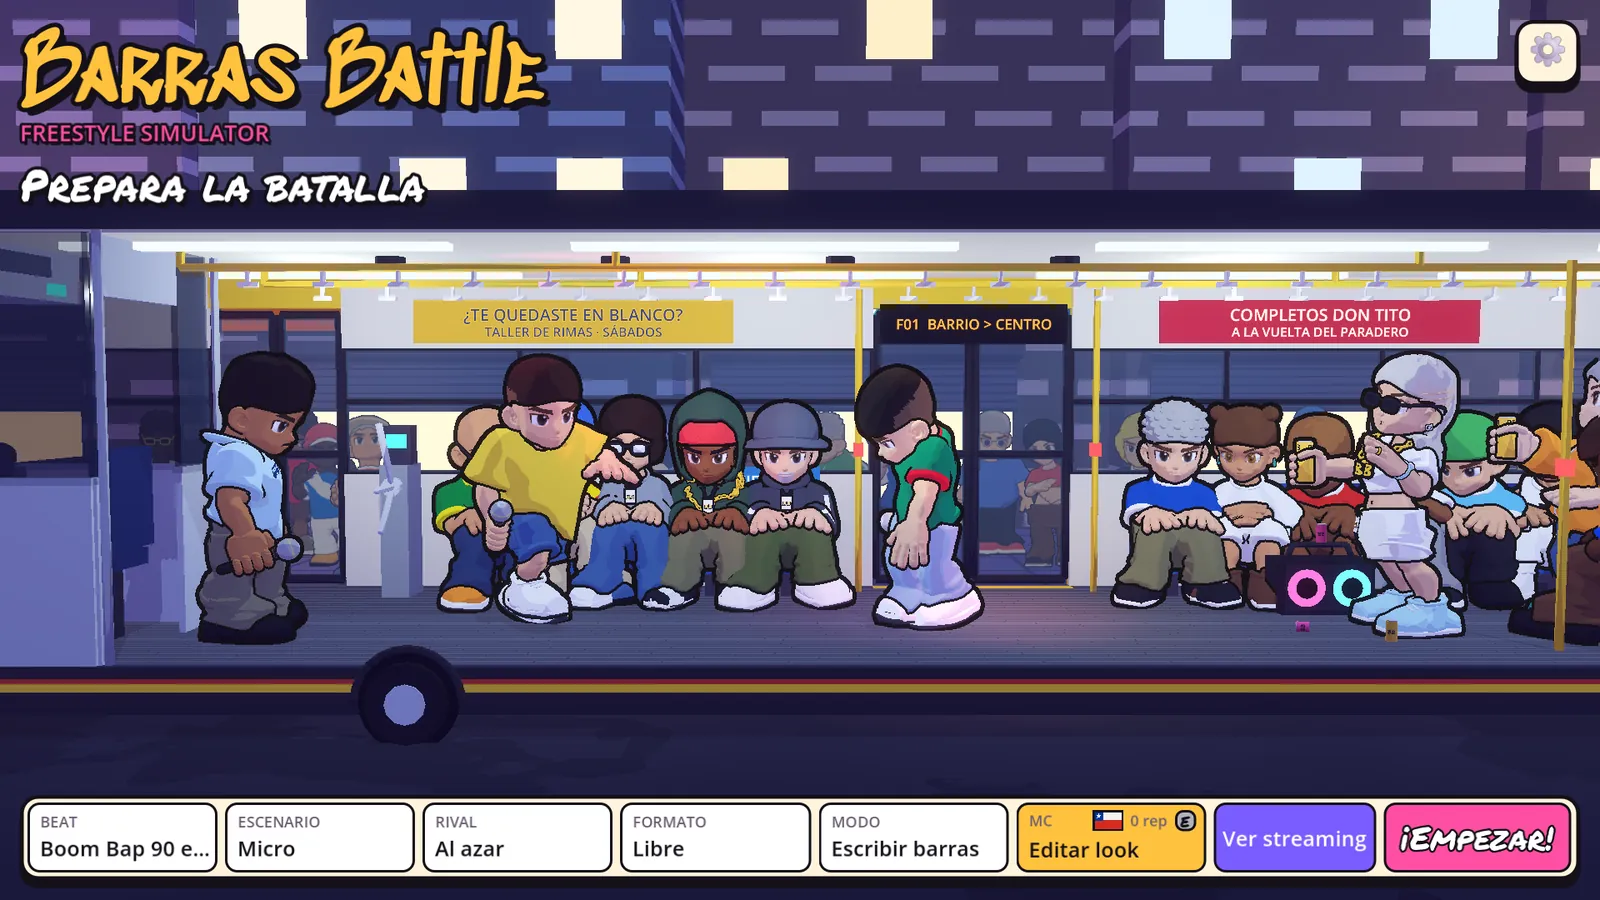 BARRAS BATTLE
FREESTYLE SIMULATOR
PREPARA LA BATALLA
¿TE QUEDASTE EN BLANCO?
TALLER DE RIMAS · SÁBADOS
F01 BARRIO > CENTRO
COMPLETOS DON TITO
A LA VUELTA DEL PARADERO
BEAT
Boom Bap 90 e...
ESCENARIO
Micro
RIVAL
Al azar
FORMATO
Libre
MODO
Escribir barras
MC 0 rep E
Editar look
Ver streaming
¡EMPEZAR!